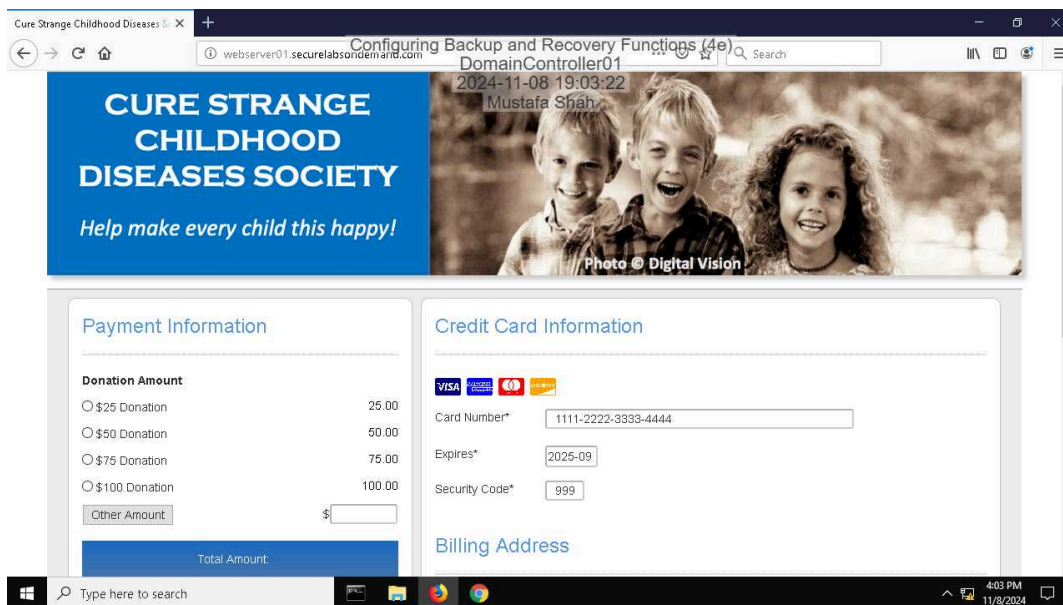 Cure Strange Childhood Diseases S
webserver01.securelabsondemand.com
Search
Configuring Backup and Recovery Functions (4e)
DomainController01
2024-11-08 19:03:22
Mustafa Shah
CURE STRANGE
CHILDHOOD
DISEASES SOCIETY
Help make every child this happy!
Photo © Digital Vision
Payment Information
Donation Amount
$25 Donation 25.00
$50 Donation 50.00
$75 Donation 75.00
$100 Donation 100.00
Other Amount $
Total Amount:
Credit Card Information
VISA
Card Number* 1111-2222-3333-4444
Expires* 2025-09
Security Code* 999
Billing Address
Type here to search
4:03 PM
11/8/2024